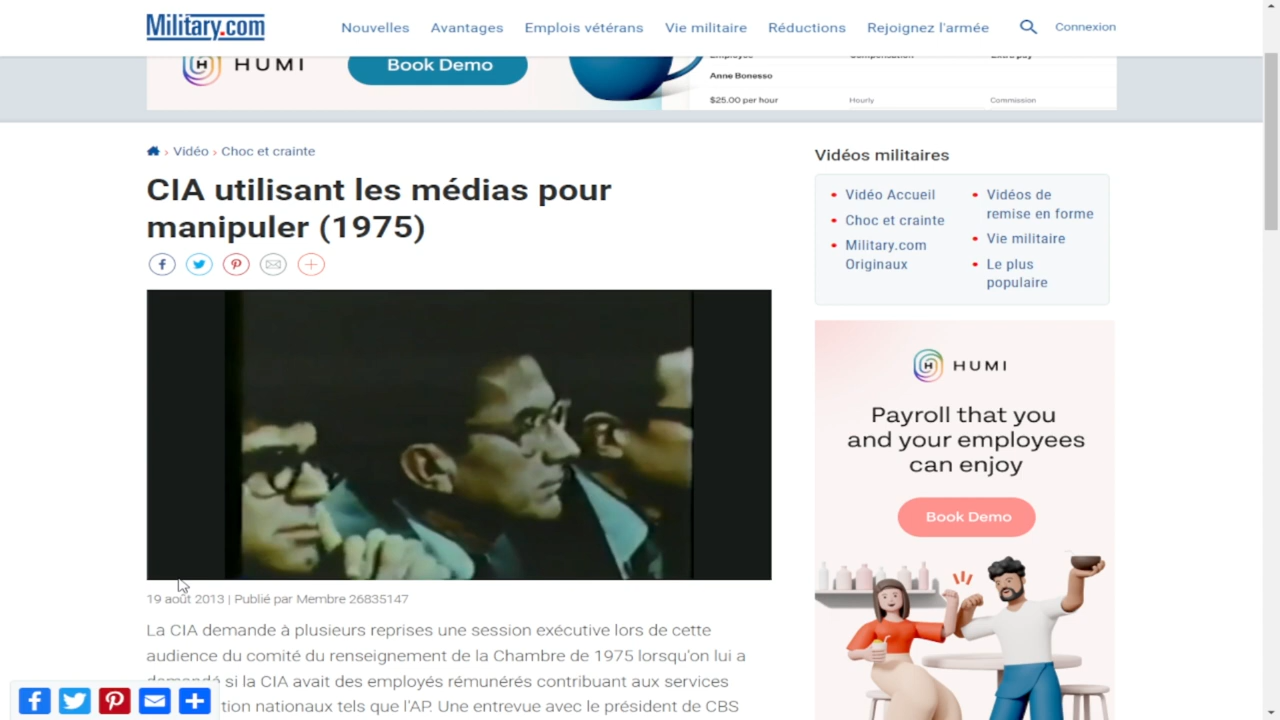 Military.com
Nouvelles
Avantages
Emplois vétérans
Vie militaire
Réductions
Rejoignez l'armée
Connexion
HUMI
Book Demo
Anne Bonesso
$25.00 per hour
Hourly
Commission
Vidéo
Choc et crainte
CIA utilisant les médias pour
manipuler (1975)
19 août 2013 | Publié par Membre 26835147
La CIA demande à plusieurs reprises une session exécutive lors de cette
audience du comité du renseignement de la Chambre de 1975 lorsqu'on lui a
si la CIA avait des employés rémunérés contribuant aux services
tion nationaux tels que l'AP. Une entrevue avec le président de CBS
Vidéos militaires
Vidéo Accueil
Choc et crainte
Military.com
Originaux
Vidéos de
remise en forme
Vie militaire
Le plus
populaire
HUMI
Payroll that you
and your employees
can enjoy
Book Demo